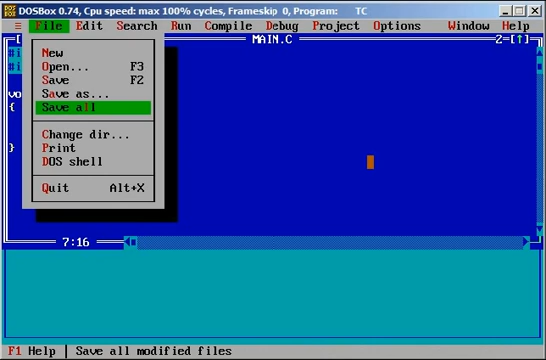 DOSBox 0.74, Cpu speed: max 100% cycles, Frameskip 0, Program: TC
≡ File Edit Search Run Compile Debug Project Options Window Help
MAIN.C 2=[↑]
#i
#i
vo
{
}
New
Open... F3
Save F2
Save as...
Save all
Change dir...
Print
DOS shell
Quit Alt+X
7:16
F1 Help | Save all modified files